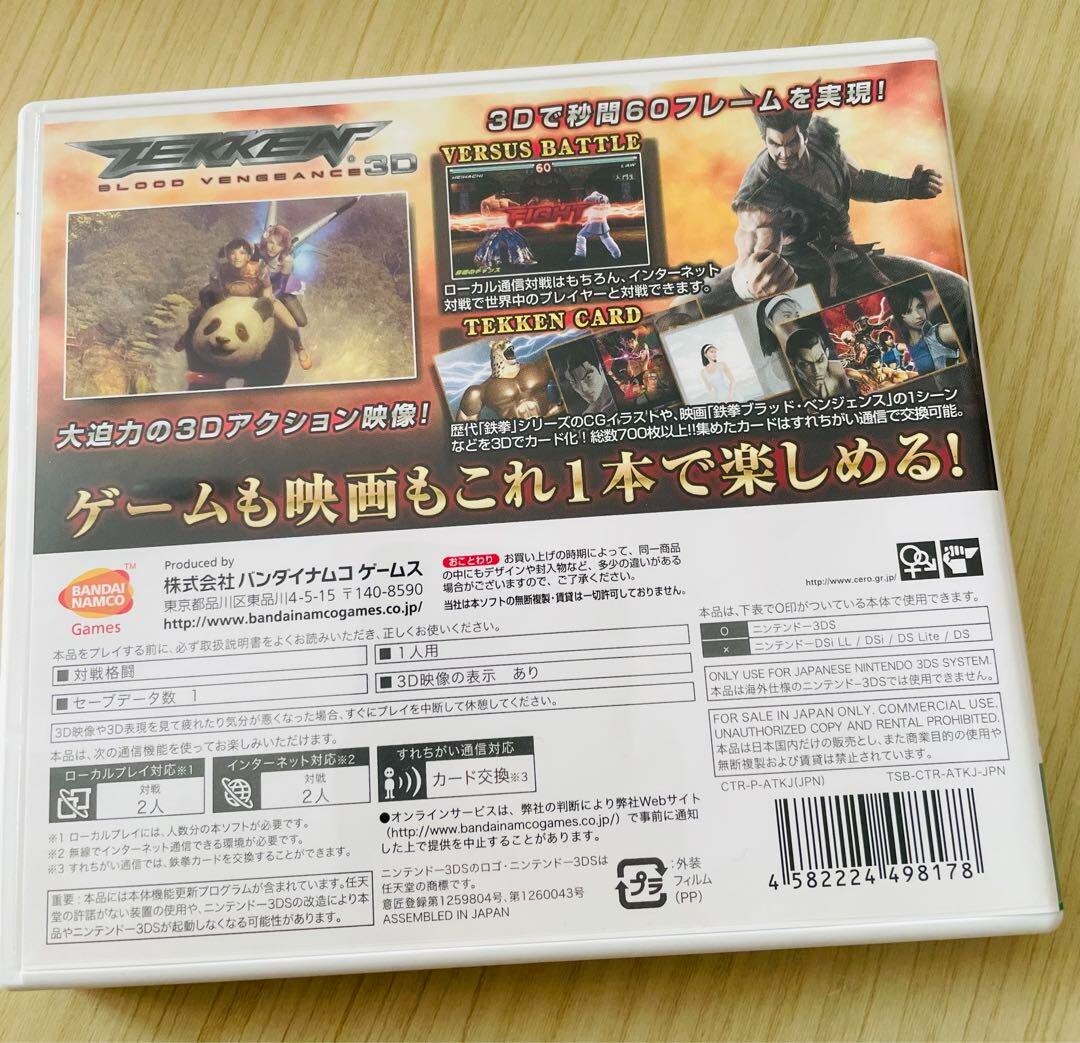 TEKKEN 3D
BLOOD VENGEANCE
3Dで秒間60フレームを実現!
VERSUS BATTLE
HEIHACHI
60
LAW
FIGHT
ローカル通信対戦はもちろん、インターネット
対戦で世界中のプレイヤーと対戦できます。
TEKKEN CARD
大迫力の3Dアクション映像!
歴代「鉄拳」シリーズのCGイラストや、映画「鉄拳ブラッド・ベンジェンス」の1シーン
などを3Dでカード化!総数700枚以上!!集めたカードはすれちがい通信で交換可能。
ゲームも映画もこれ1本で楽しめる!
BANDAI
NAMCO
Games
TM
Produced by
株式会社 バンダイナムコ ゲームス
東京都品川区東品川4-5-15 〒140-8590
http://www.bandainamcogames.co.jp/
おことわり お買い上げの時期によって、同一商品
の中にもデザインや封入物など、多少の違いがある
場合がございますので、ご了承ください。
当社は本ソフトの無断複製・賃貸は一切許可しておりません。
http://www.cero.gr.jp/
本品をプレイする前に、必ず取扱説明書をよくお読みいただき、正しくお使いください。
■対戦格闘
■1人用
■セーブデータ数 1
■3D映像の表示 あり
3D映像や3D表現を見て疲れたり気分が悪くなった場合、すぐにプレイを中断して休憩してください。
本品は、次の通信機能を使ってお楽しみいただけます。
ローカルプレイ対応※1
対戦
2人
インターネット対応※2
対戦
2人
すれちがい通信対応
カード交換※3
※1 ローカルプレイには、人数分の本ソフトが必要です。
※2 無線でインターネット通信できる環境が必要です。
※3 すれちがい通信では、鉄拳カードを交換することができます。
重要:本品には本体機能更新プログラムが含まれています。任天
堂の許諾がない装置の使用や、ニンテンドー3DSの改造により本
品やニンテンドー3DSが起動しなくなる可能性があります。
●オンラインサービスは、弊社の判断により弊社Webサイト
(http://www.bandainamcogames.co.jp/)で事前に通知
した上で提供を中止することがあります。
ニンテンドー3DSのロゴ・ニンテンドー3DSは
任天堂の商標です。
意匠登録第1259804号、第1260043号
ASSEMBLED IN JAPAN
プラ
:外装
フィルム
(PP)
本品は、下表で○印がついている本体で使用できます。
○ ニンテンドー3DS
× ニンテンドーDSi LL / DSi / DS Lite / DS
ONLY USE FOR JAPANESE NINTENDO 3DS SYSTEM.
本品は海外仕様のニンテンドー3DSでは使用できません。
FOR SALE IN JAPAN ONLY. COMMERCIAL USE,
UNAUTHORIZED COPY AND RENTAL PROHIBITED.
本品は日本国内だけの販売とし、また商業目的の使用や
無断複製および賃貸は禁止されています。
CTR-P-ATKJ(JPN)
TSB-CTR-ATKJ-JPN
4 582224 498178